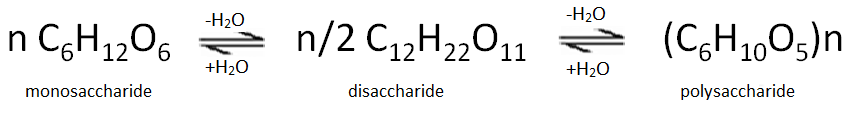 -H₂O -H₂O
n C₆H₁₂O₆ n/2 C₁₂H₂₂O₁₁ (C₆H₁₀O₅)n
+H₂O +H₂O
monosaccharide disaccharide polysaccharide